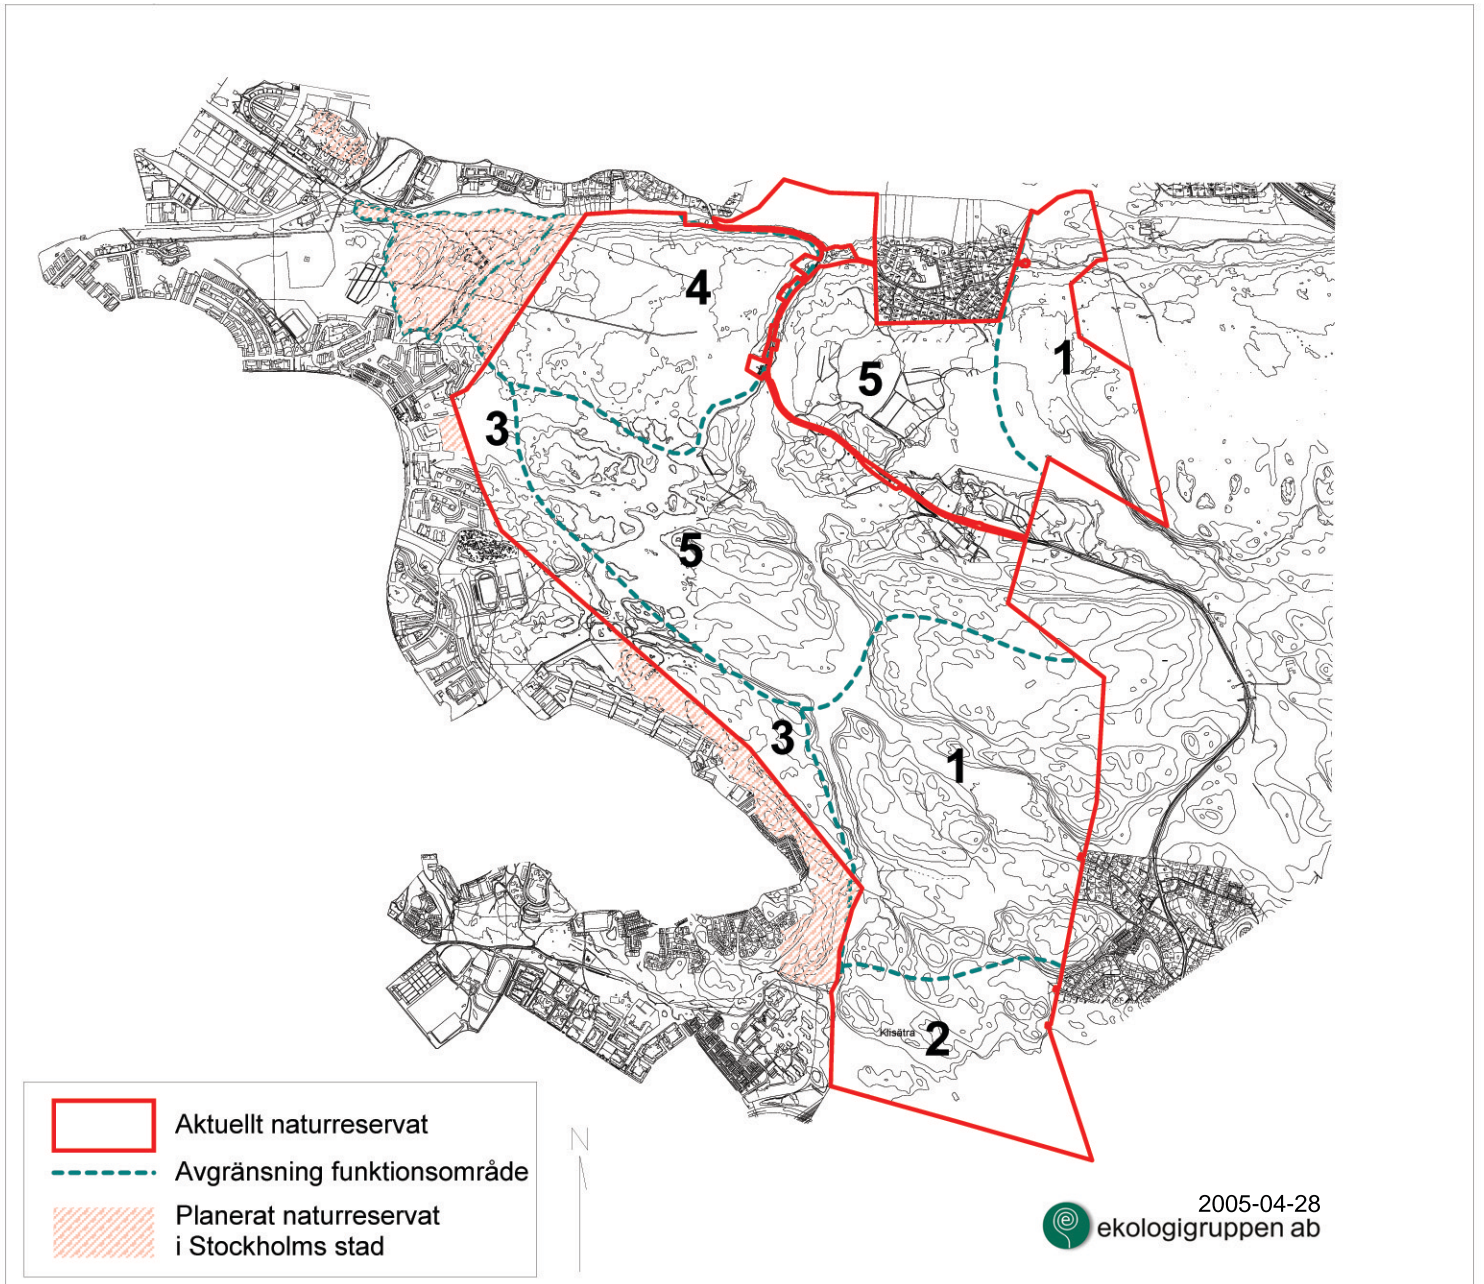 4
1
5
3
5
3
1
Klisätra
2
Aktuellt naturreservat
Avgränsning funktionsområde
Planerat naturreservat
i Stockholms stad
N
2005-04-28
ekologigruppen ab